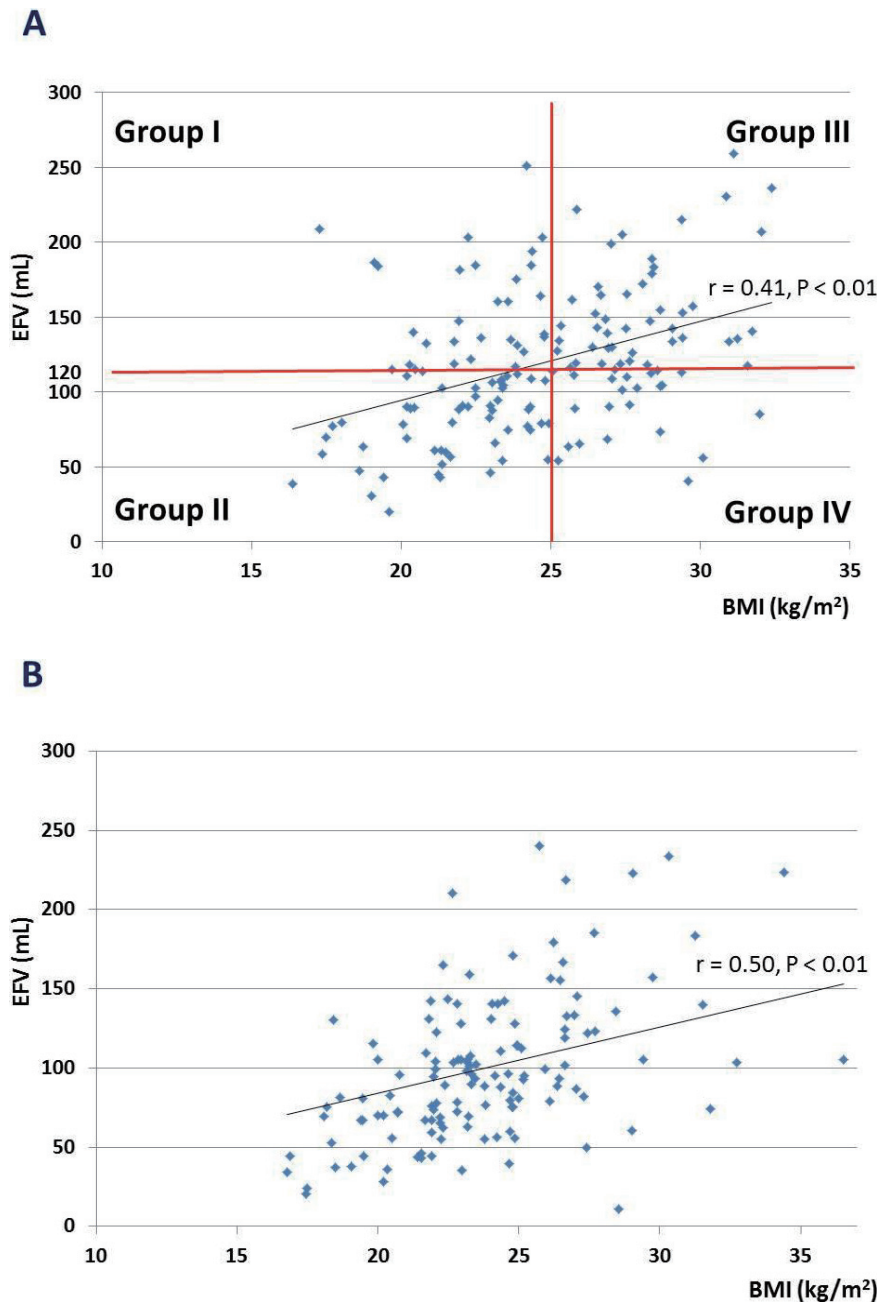 A
300
Group I
Group III
250
200
EFV (mL)
r = 0.41, P < 0.01
150
120
100
50
Group II
Group IV
0
10 15 20 25 30 35
BMI (kg/m²)
B
300
250
200
EFV (mL)
r = 0.50, P < 0.01
150
100
50
0
10 15 20 25 30 35
BMI (kg/m²)